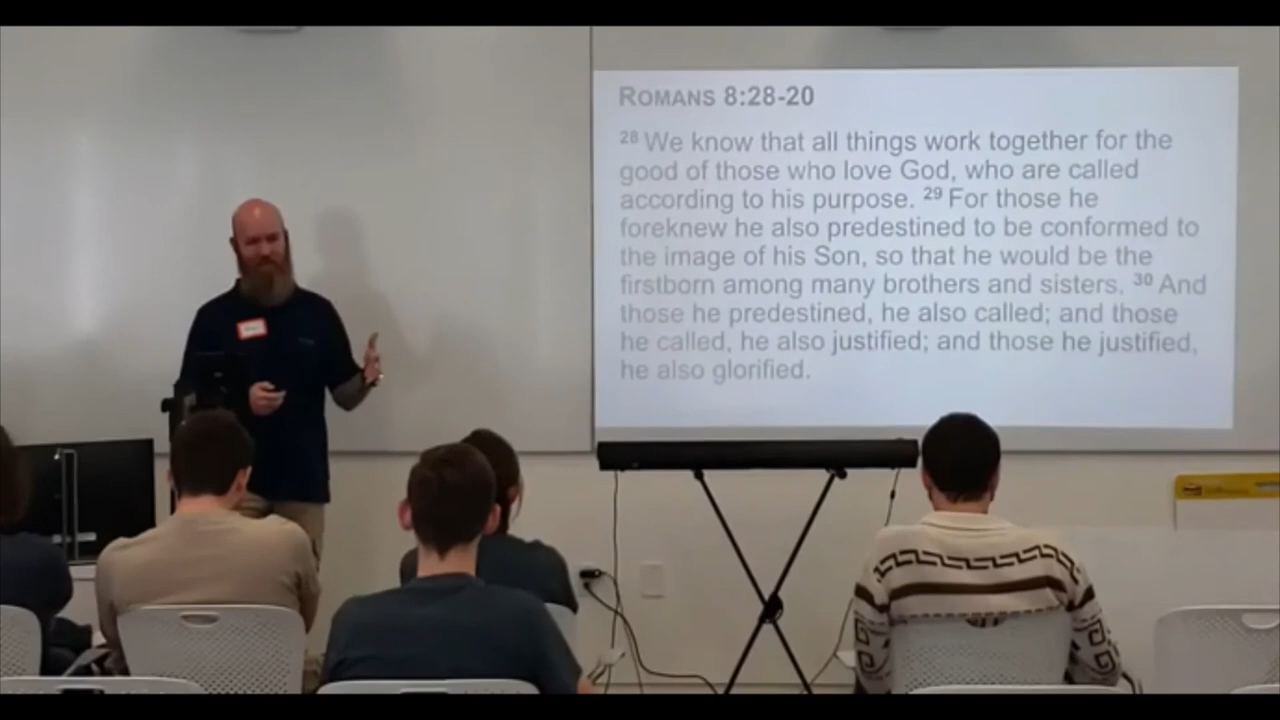 ROMANS 8:28-20
28 We know that all things work together for the
good of those who love God, who are called
according to his purpose. 29 For those he
foreknew he also predestined to be conformed to
the image of his Son, so that he would be the
firstborn among many brothers and sisters. 30 And
those he predestined, he also called; and those
he called, he also justified; and those he justified,
he also glorified.